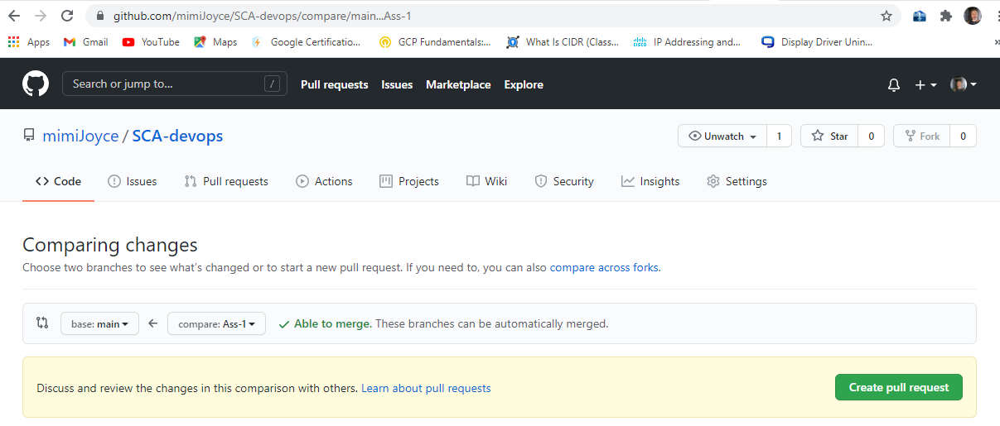 github.com/mimiJoyce/SCA-devops/compare/main...Ass-1
Apps Gmail YouTube Maps Google Certificatio... GCP Fundamentals:... What Is CIDR (Class... IP Addressing and... Display Driver Unin... »
Search or jump to... / Pull requests Issues Marketplace Explore
mimiJoyce / SCA-devops Unwatch 1 Star 0 Fork 0
Code Issues Pull requests Actions Projects Wiki Security Insights Settings
Comparing changes
Choose two branches to see what's changed or to start a new pull request. If you need to, you can also compare across forks.
base: main compare: Ass-1 Able to merge. These branches can be automatically merged.
Discuss and review the changes in this comparison with others. Learn about pull requests Create pull request